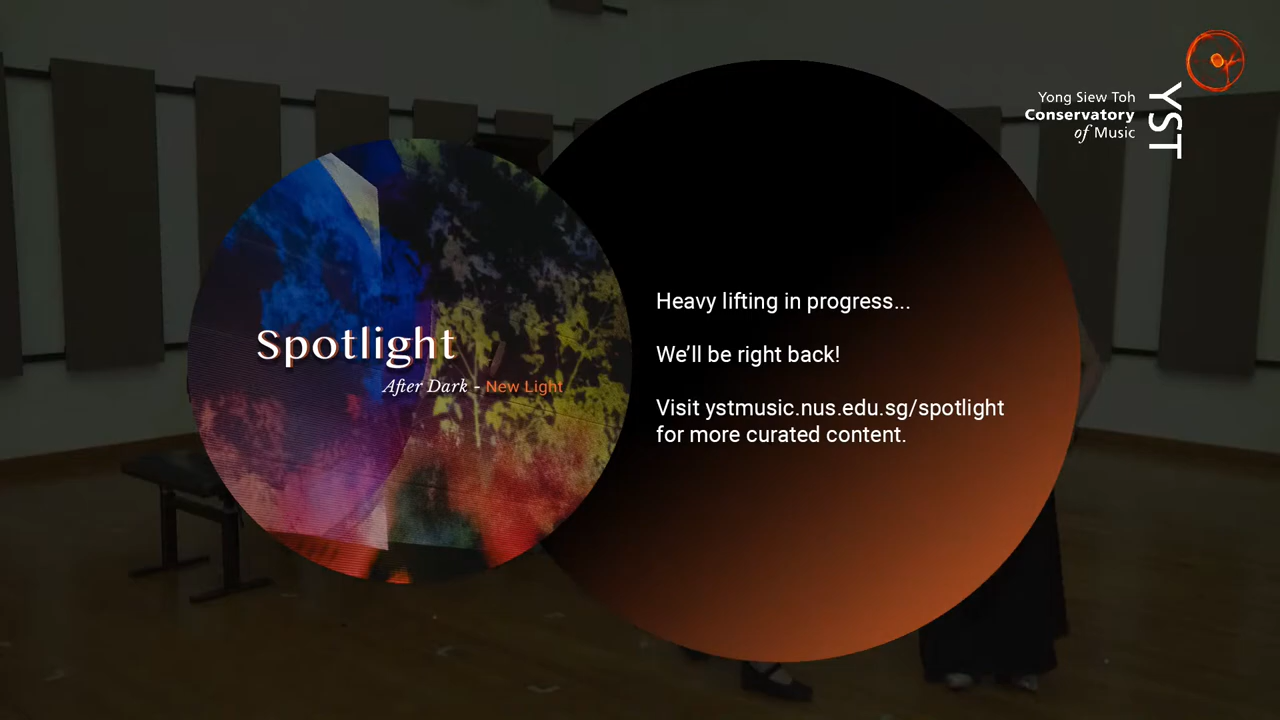 Yong Siew Toh
Conservatory
of Music
YST
Spotlight
After Dark - New Light
Heavy lifting in progress...
We’ll be right back!
Visit ystmusic.nus.edu.sg/spotlight
for more curated content.